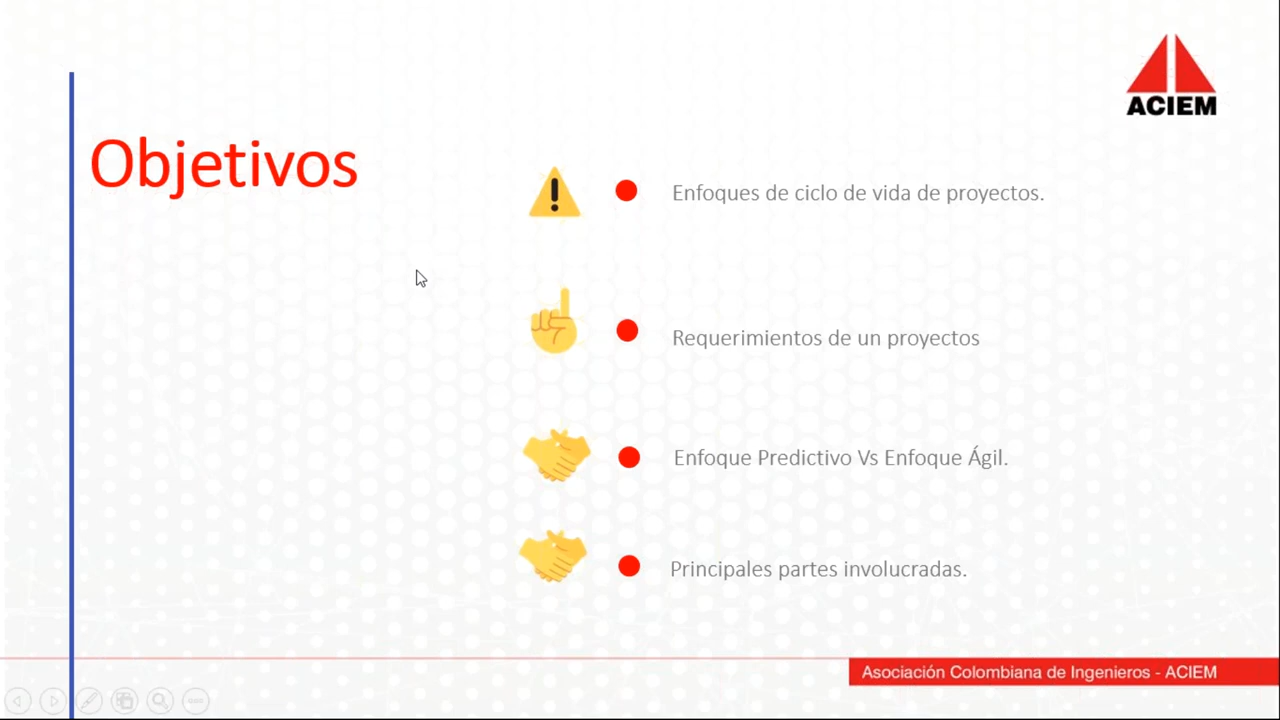 ACIEM
Objetivos
Enfoques de ciclo de vida de proyectos.
Requerimientos de un proyectos
Enfoque Predictivo Vs Enfoque Ágil.
Principales partes involucradas.
Asociación Colombiana de Ingenieros - ACIEM